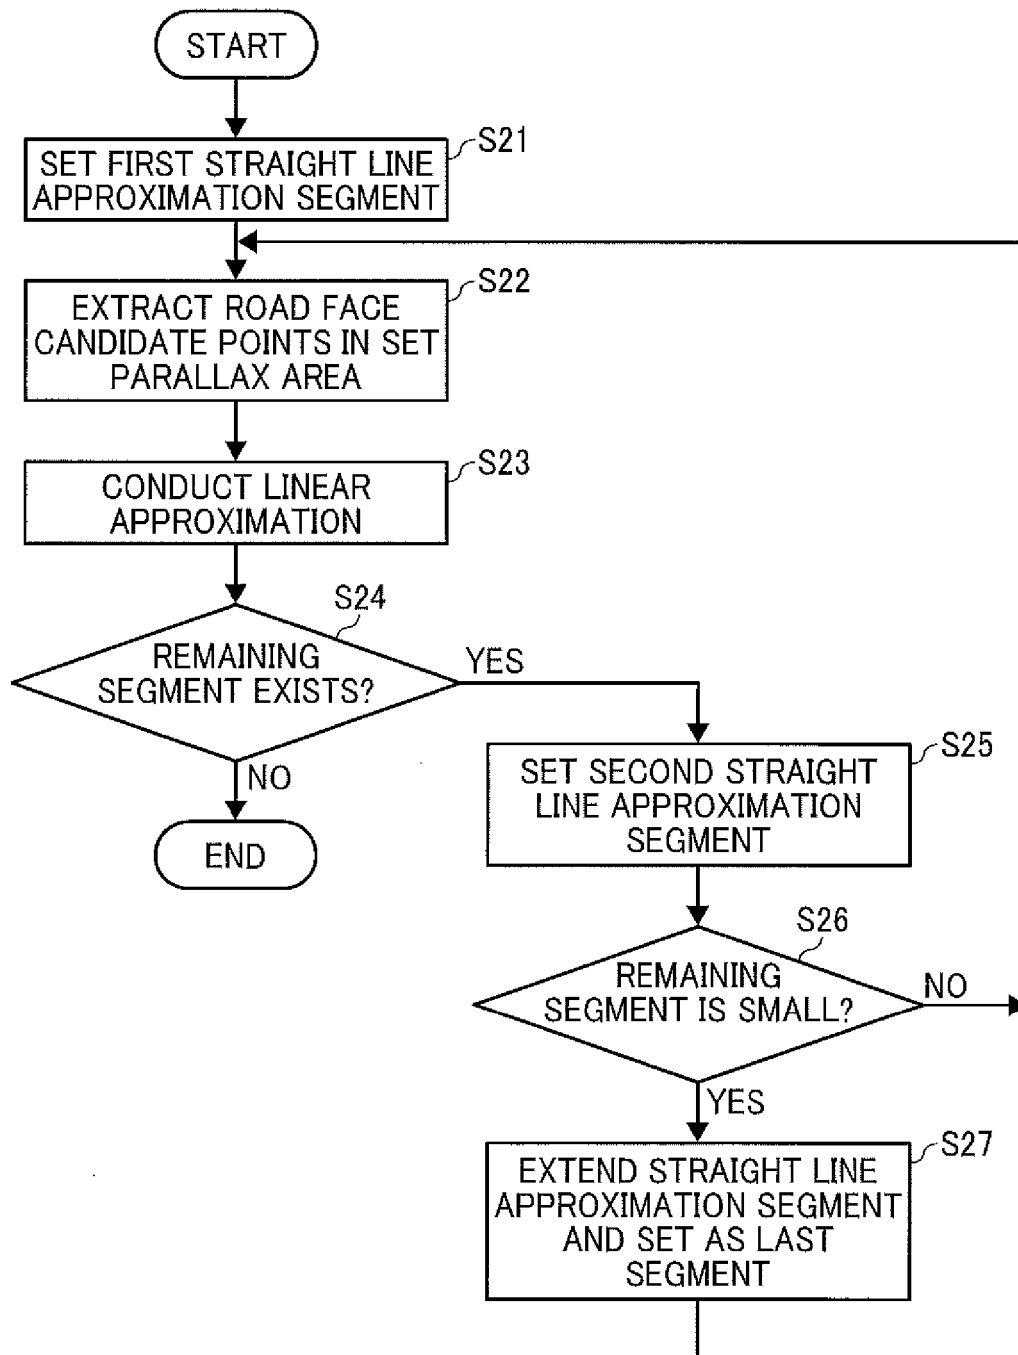 START
S21
SET FIRST STRAIGHT LINE
APPROXIMATION SEGMENT
S22
EXTRACT ROAD FACE
CANDIDATE POINTS IN SET
PARALLAX AREA
S23
CONDUCT LINEAR
APPROXIMATION
S24
REMAINING
SEGMENT EXISTS?
YES
NO
END
S25
SET SECOND STRAIGHT
LINE APPROXIMATION
SEGMENT
S26
REMAINING
SEGMENT IS SMALL?
NO
YES
S27
EXTEND STRAIGHT LINE
APPROXIMATION SEGMENT
AND SET AS LAST
SEGMENT